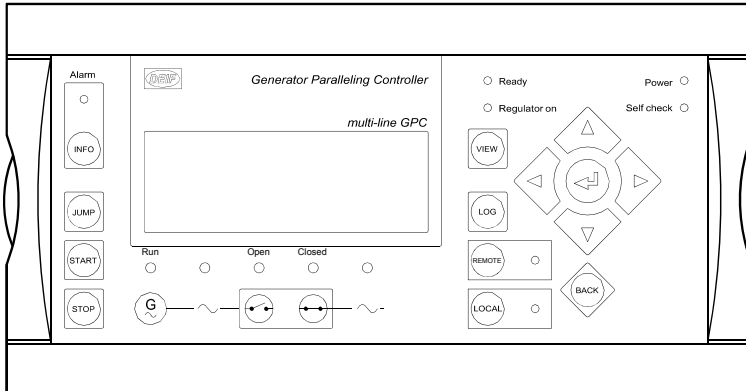 Alarm
INFO
JUMP
START
STOP
DEIF
Generator Paralleling Controller
multi-line GPC
Run
Open
Closed
G
Ready
Regulator on
Power
Self check
VIEW
LOG
REMOTE
LOCAL
BACK